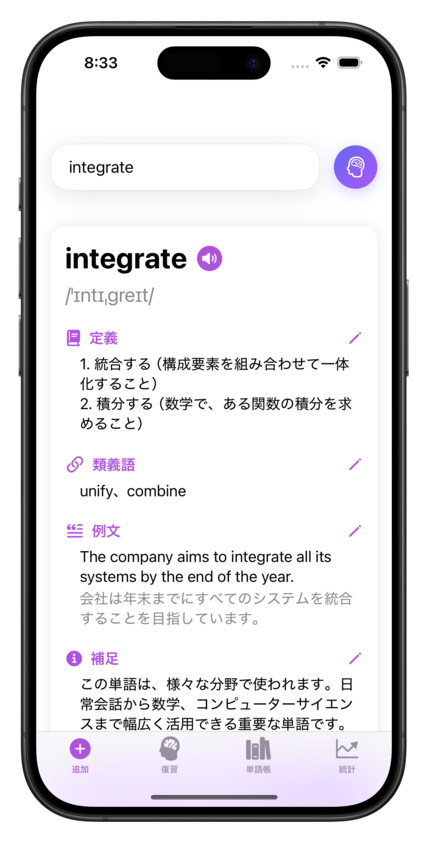 8:33
integrate
integrate
/ˈɪntɪˌɡreɪt/
定義
1. 統合する（構成要素を組み合わせて一体
化すること）
2. 積分する（数学で、ある関数の積分を求
めること）
類義語
unify、combine
例文
The company aims to integrate all its
systems by the end of the year.
会社は年末までにすべてのシステムを統合
することを目指しています。
補足
この単語は、様々な分野で使われます。日
常会話から数学、コンピューターサイエン
スまで幅広く活用できる重要な単語です。
追加
復習
単語帳
統計